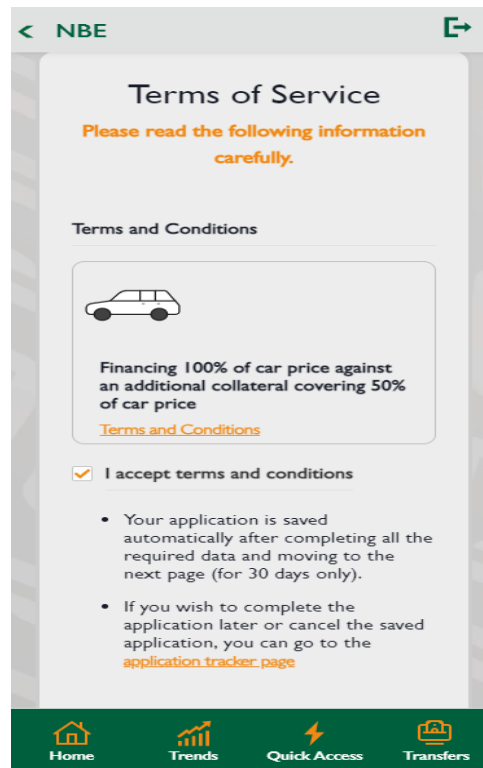 NBE
Terms of Service
Please read the following information
carefully.
Terms and Conditions
Financing 100% of car price against
an additional collateral covering 50%
of car price
Terms and Conditions
I accept terms and conditions
• Your application is saved
automatically after completing all the
required data and moving to the
next page (for 30 days only).
• If you wish to complete the
application later or cancel the saved
application, you can go to the
application tracker page
Home
Trends
Quick Access
Transfers